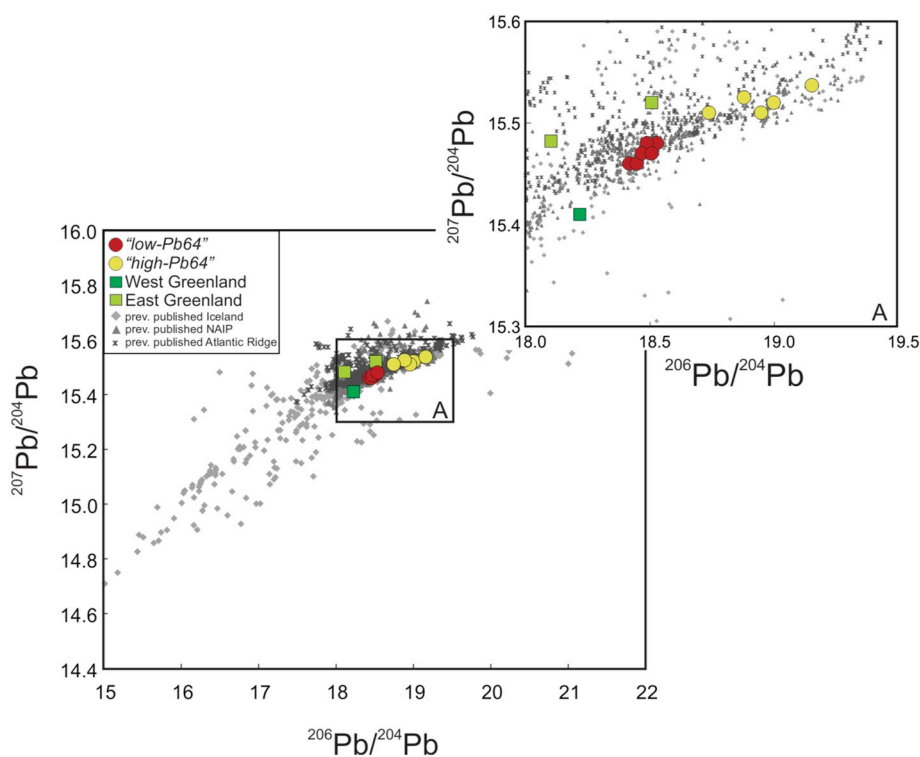 15.6
15.5
15.4
15.3
²⁰⁷Pb/²⁰⁴Pb
A
18.0
18.5
19.0
19.5
²⁰⁶Pb/²⁰⁴Pb
16.0
15.8
15.6
15.4
15.2
15.0
14.8
14.6
14.4
²⁰⁷Pb/²⁰⁴Pb
"low-Pb64"
"high-Pb64"
West Greenland
East Greenland
prev. published Iceland
prev. published NAIP
prev. published Atlantic Ridge
A
15
16
17
18
19
20
21
22
²⁰⁶Pb/²⁰⁴Pb